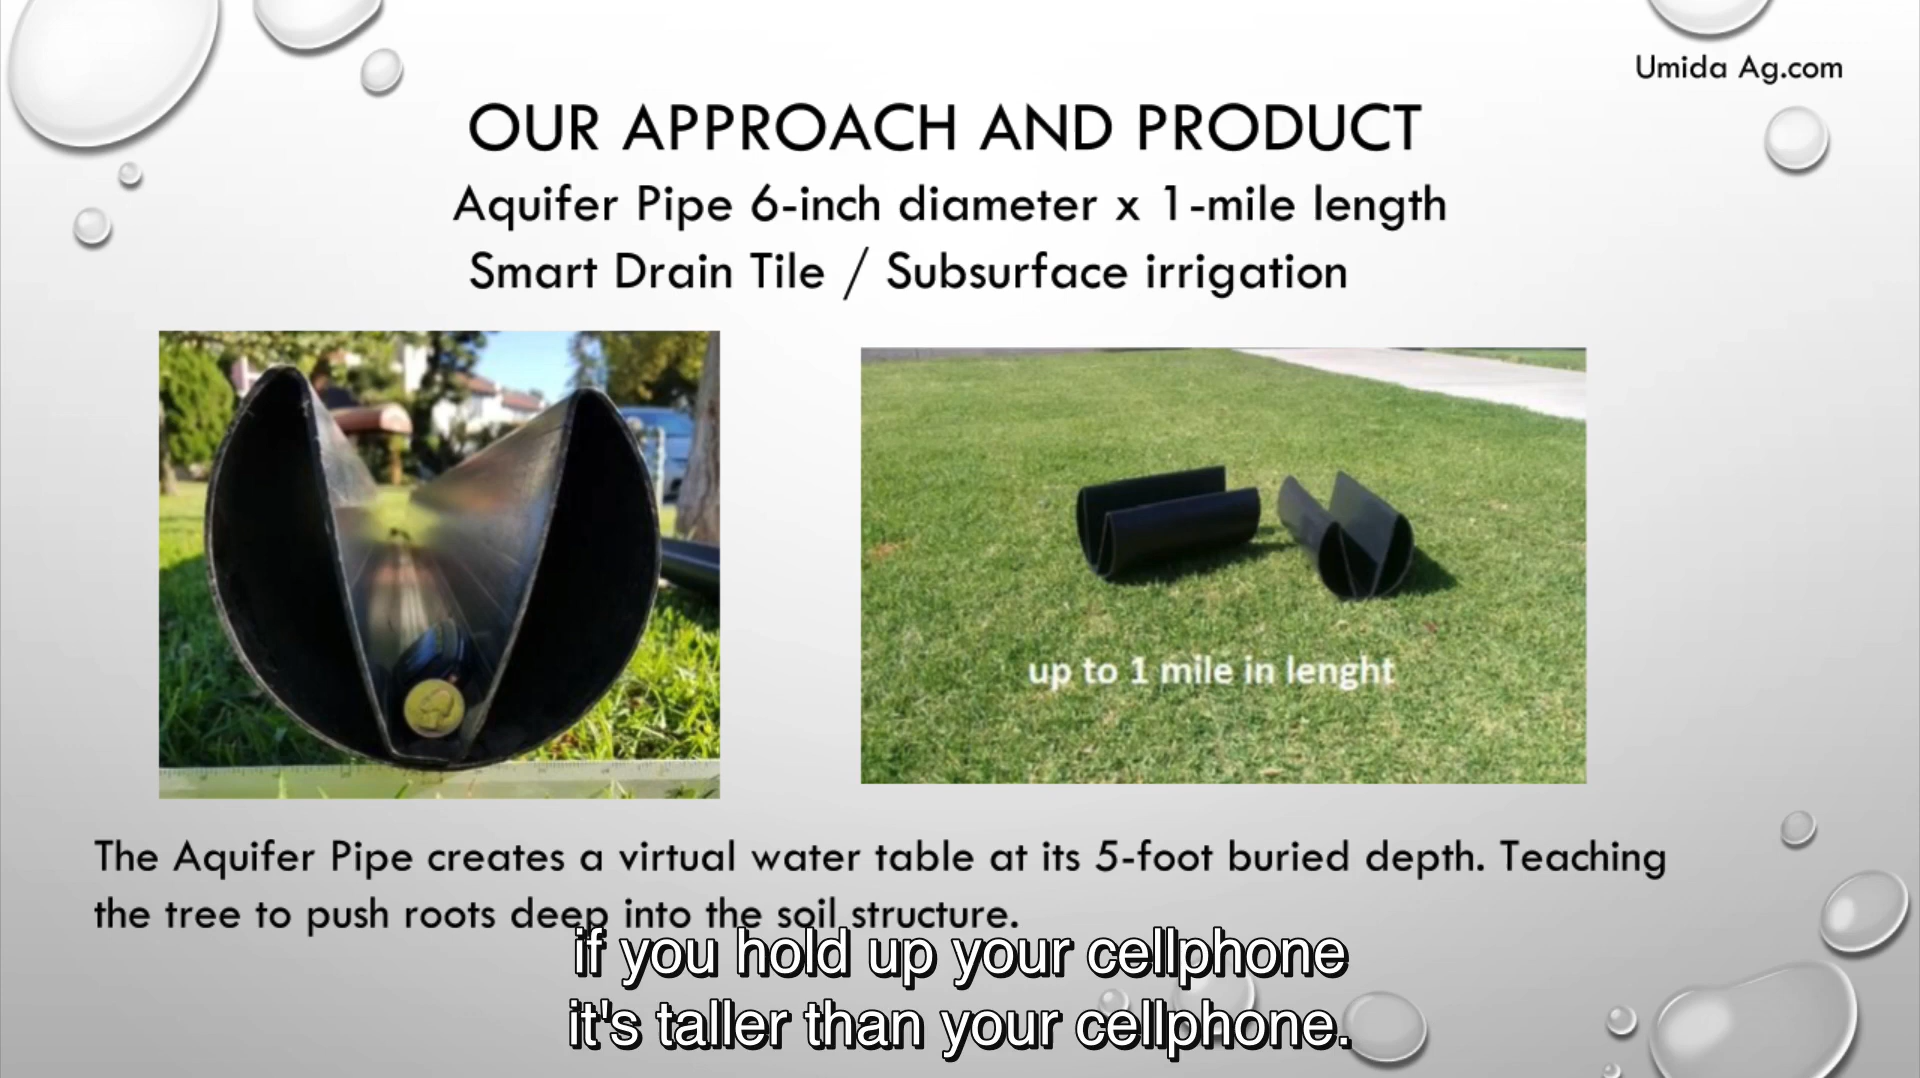 Umida Ag.com
OUR APPROACH AND PRODUCT
Aquifer Pipe 6-inch diameter x 1-mile length
Smart Drain Tile / Subsurface irrigation
up to 1 mile in lenght
The Aquifer Pipe creates a virtual water table at its 5-foot buried depth. Teaching
the tree to push roots deep into the soil structure.
if you hold up your cellphone
it's taller than your cellphone.